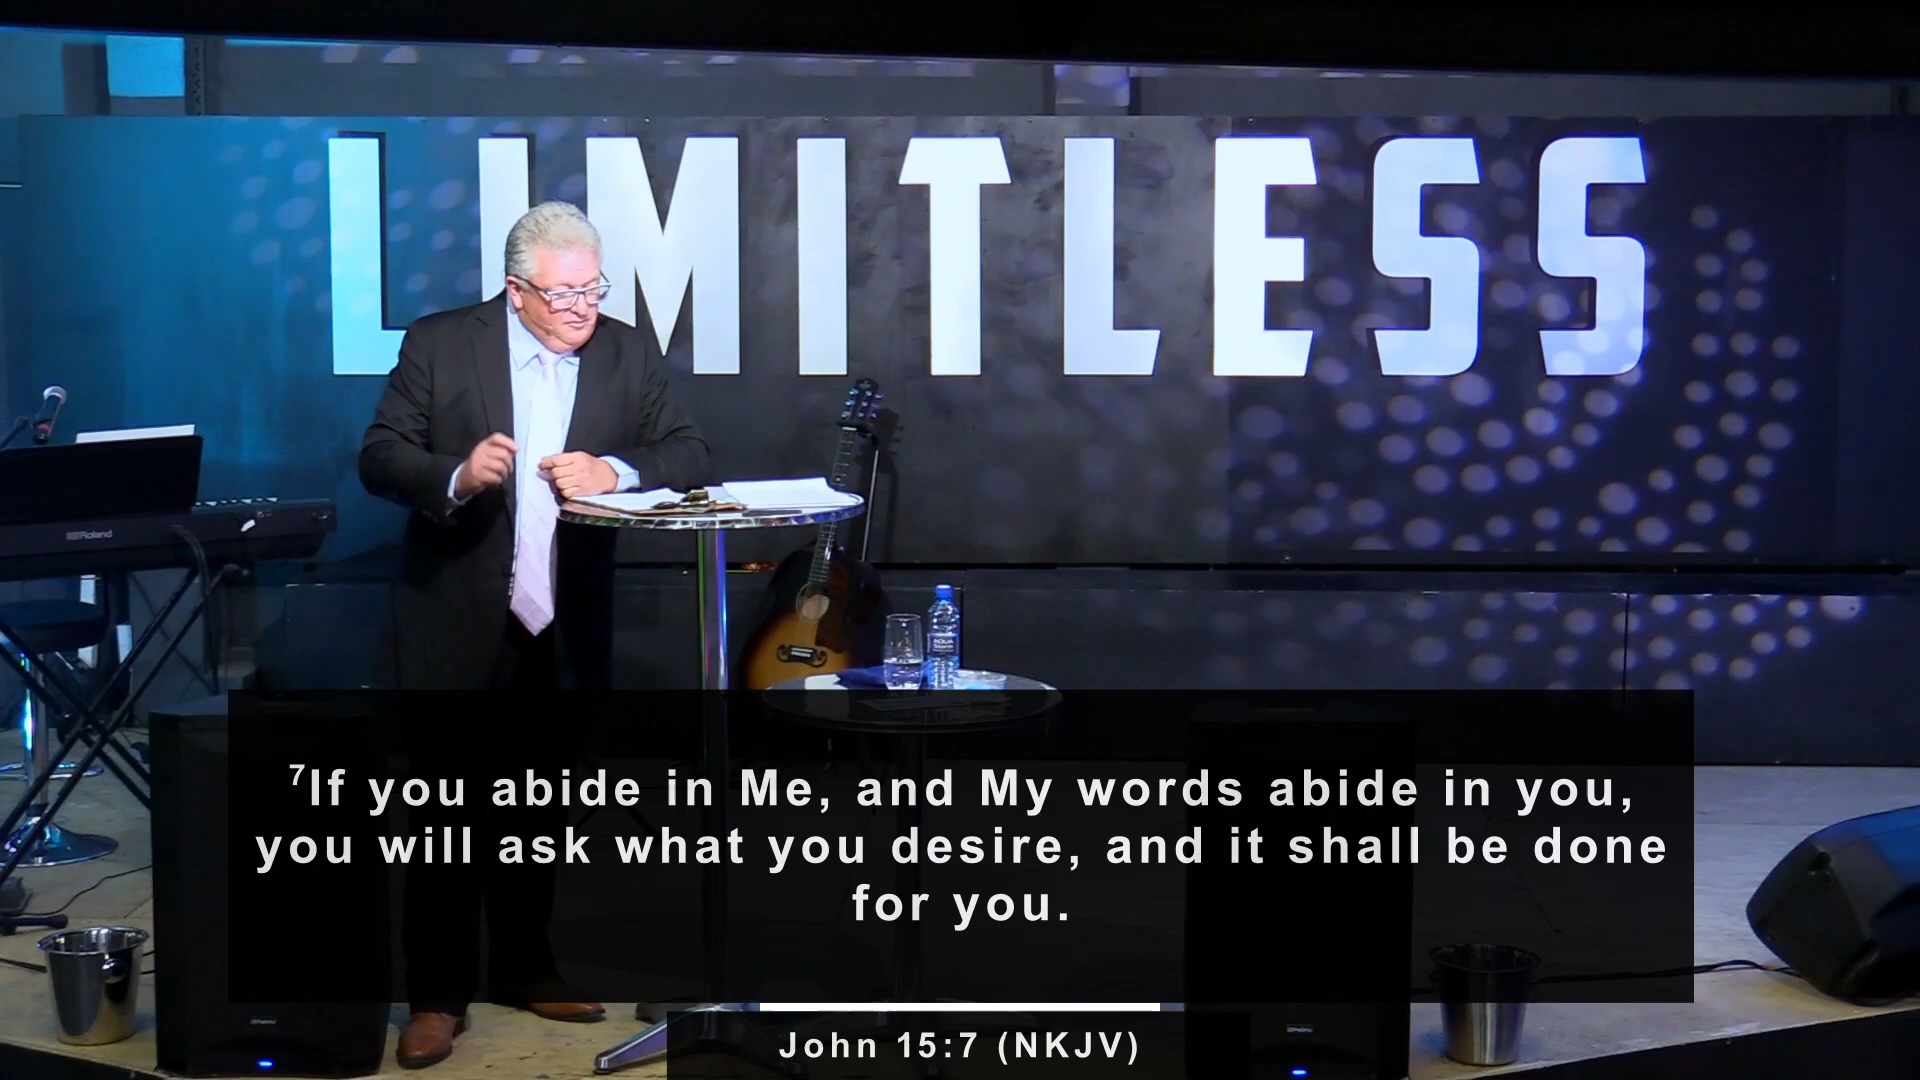 LIMITLESS
Roland
⁷If you abide in Me, and My words abide in you,
you will ask what you desire, and it shall be done
for you.
John 15:7 (NKJV)